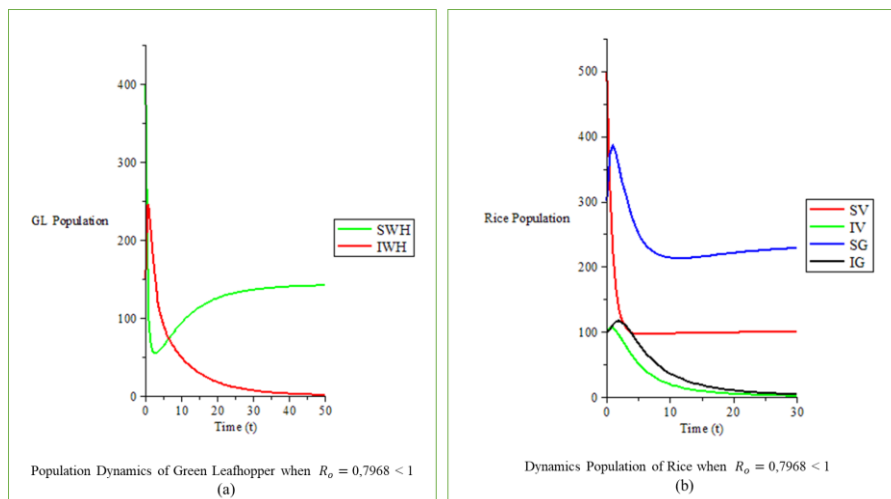 400
300
GL Population
200
100
0
0 10 20 30 40 50
Time (t)
SWH
IWH
Population Dynamics of Green Leafhopper when R₀ = 0,7968 < 1
(a)
500
400
300
Rice Population
200
100
0
0 10 20 30
Time (t)
SV
IV
SG
IG
Dynamics Population of Rice when R₀ = 0,7968 < 1
(b)